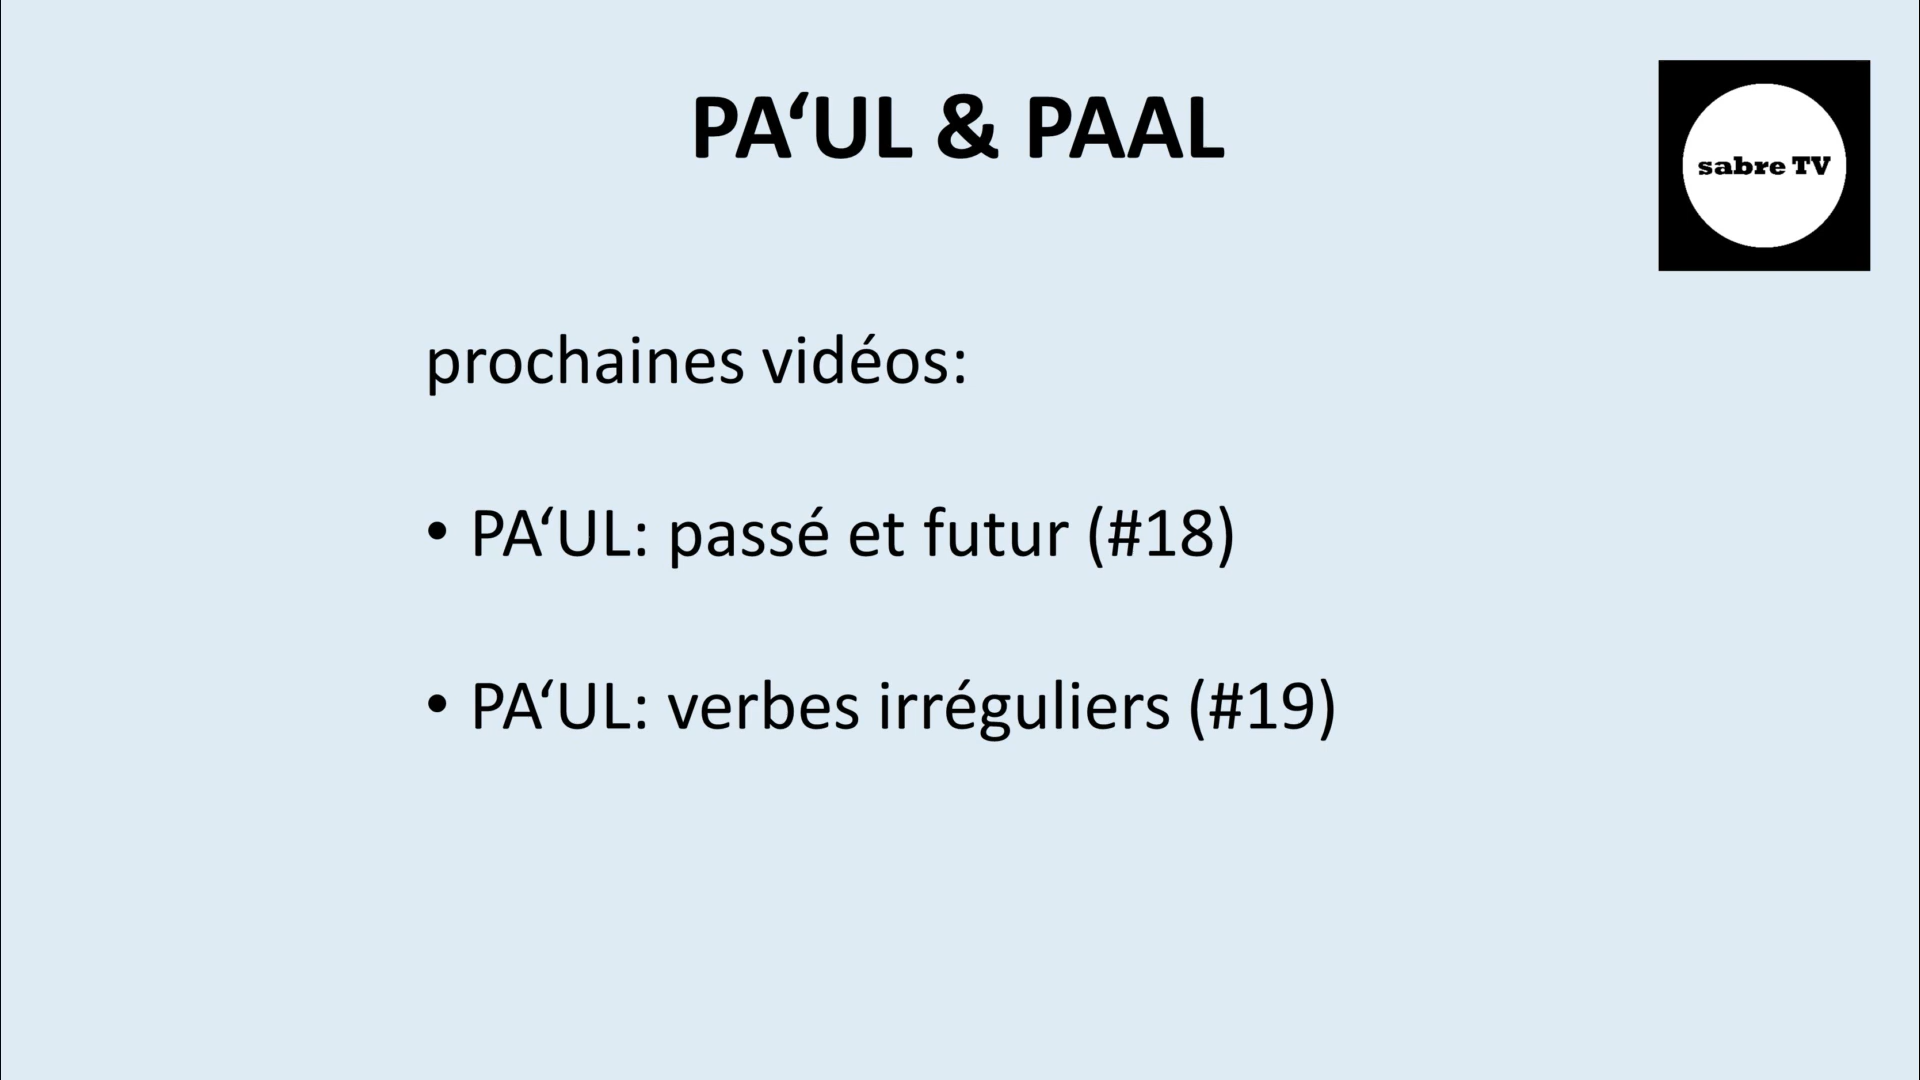 PA‘UL & PAAL
sabre TV
prochaines vidéos:
• PA‘UL: passé et futur (#18)
• PA‘UL: verbes irréguliers (#19)